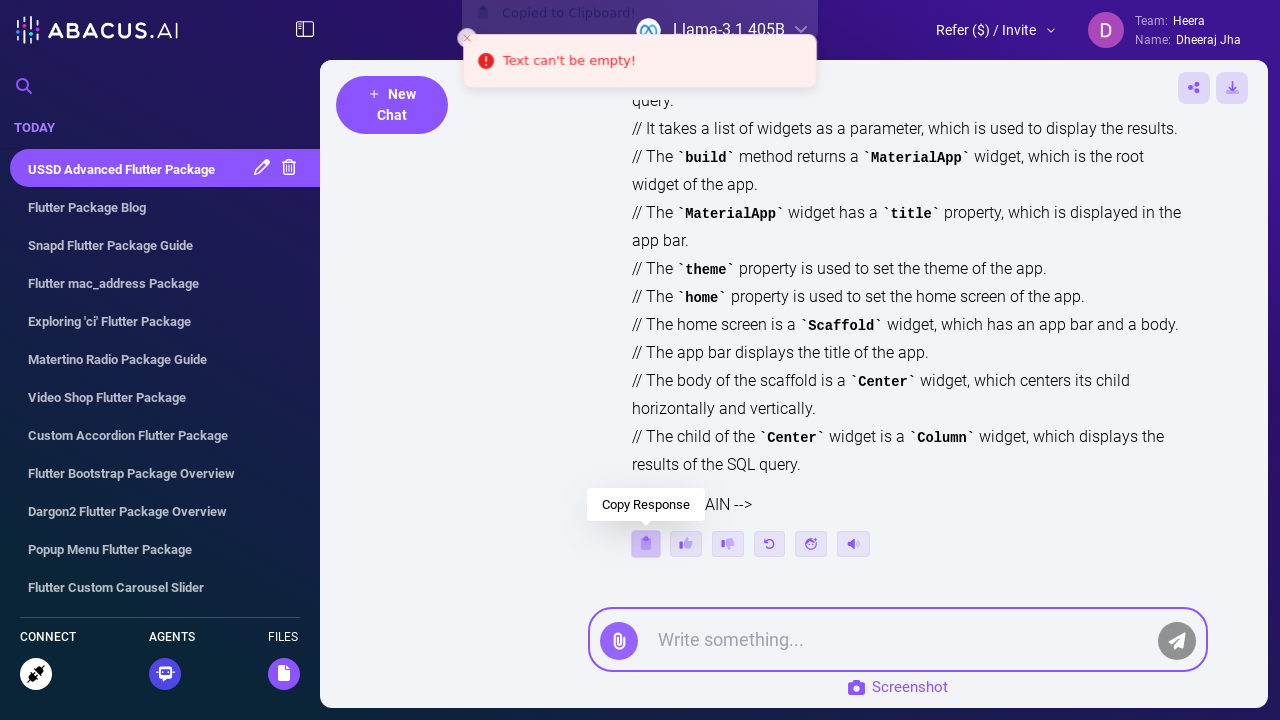 ABACUS.AI
Copied to Clipboard!
Llama-3.1 405B
Text can't be empty!
Refer ($) / Invite
D
Team: Heera
Name: Dheeraj Jha
TODAY
USSD Advanced Flutter Package
Flutter Package Blog
Snapd Flutter Package Guide
Flutter mac_address Package
Exploring 'ci' Flutter Package
Matertino Radio Package Guide
Video Shop Flutter Package
Custom Accordion Flutter Package
Flutter Bootstrap Package Overview
Dargon2 Flutter Package Overview
Popup Menu Flutter Package
Flutter Custom Carousel Slider
CONNECT
AGENTS
FILES
+ New
Chat
query.
// It takes a list of widgets as a parameter, which is used to display the results.
// The `build` method returns a `MaterialApp` widget, which is the root
widget of the app.
// The `MaterialApp` widget has a `title` property, which is displayed in the
app bar.
// The `theme` property is used to set the theme of the app.
// The `home` property is used to set the home screen of the app.
// The home screen is a `Scaffold` widget, which has an app bar and a body.
// The app bar displays the title of the app.
// The body of the scaffold is a `Center` widget, which centers its child
horizontally and vertically.
// The child of the `Center` widget is a `Column` widget, which displays the
results of the SQL query.
Copy Response
AIN -->
Write something...
Screenshot